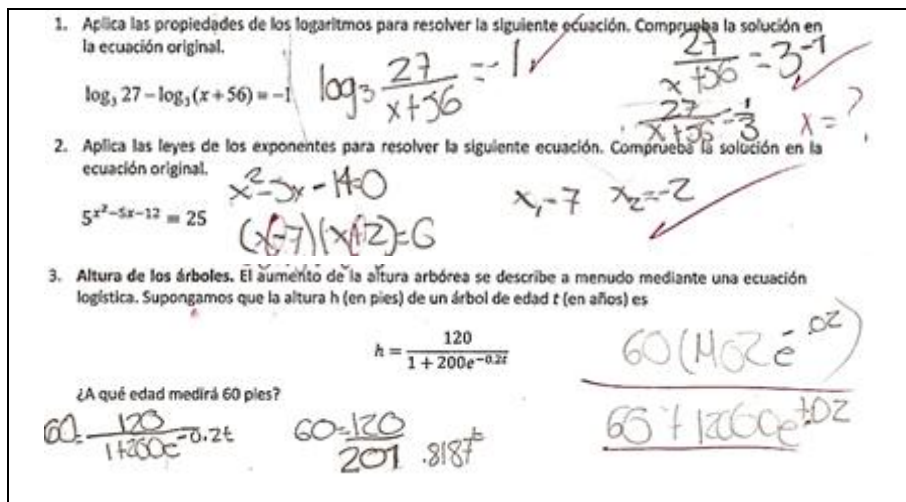 1. Aplica las propiedades de los logaritmos para resolver la siguiente ecuación. Comprueba la solución en
la ecuación original.
log₃ 27 − log₃(x + 56) = −1
log3 27/(x+56) = -1
27/(x+56) = 3^-1
27/(x+56) = 1/3
x = ?
2. Aplica las leyes de los exponentes para resolver la siguiente ecuación. Comprueba la solución en la
ecuación original.
x²-5x-14=0
5^(x²−5x−12) = 25
(x-7)(x+2)=6
x₁-7 x₂=-2
3. Altura de los árboles. El aumento de la altura arbórea se describe a menudo mediante una ecuación
logística. Supongamos que la altura h (en pies) de un árbol de edad t (en años) es
h = 120/(1 + 200e^(−0.2t))
¿A qué edad medirá 60 pies?
60=120/(1+200e^-0.2t)
60=120/201 .8187^t